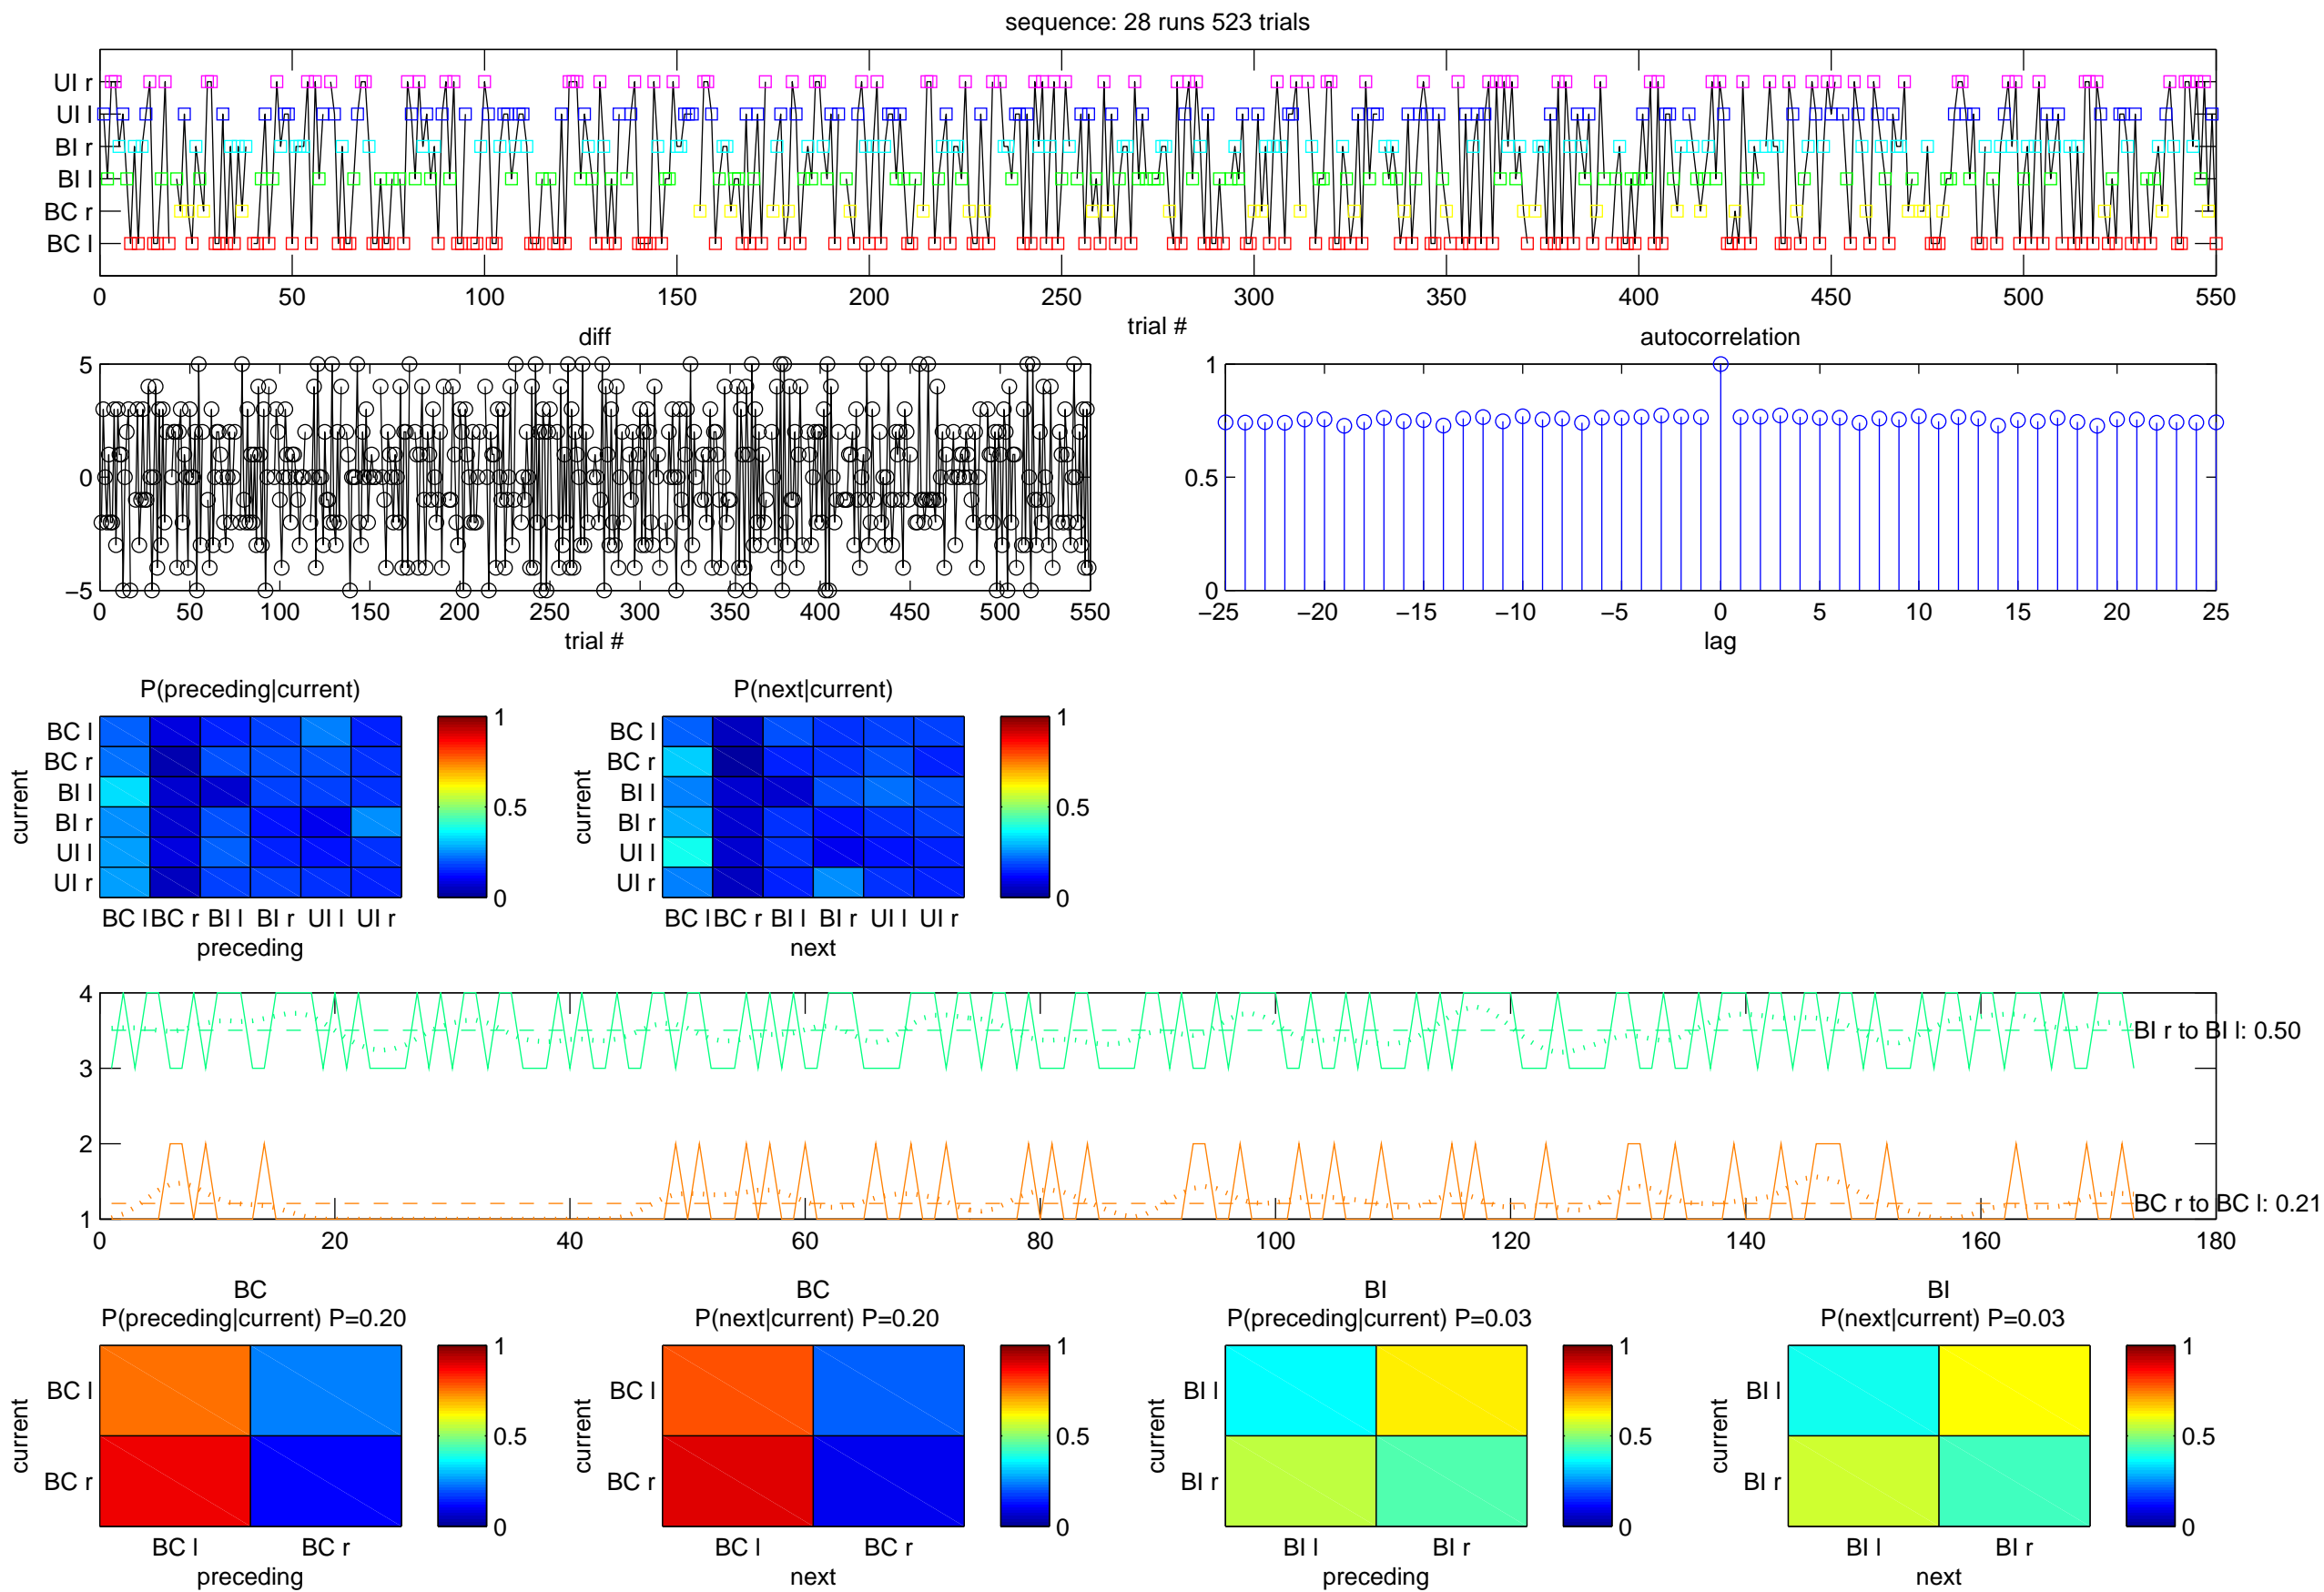 sequence: 28 runs 523 trials
UI r
UI l
BI r
BI l
BC r
BC l
0 50 100 150 200 250 300 350 400 450 500 550
trial #
diff
5
0
−5
0 50 100 150 200 250 300 350 400 450 500 550
trial #
autocorrelation
1
0.5
0
−25 −20 −15 −10 −5 0 5 10 15 20 25
lag
P(preceding|current)
current
BC l
BC r
BI l
BI r
UI l
UI r
BC l BC r BI l BI r UI l UI r
preceding
1
0.5
0
P(next|current)
current
BC l
BC r
BI l
BI r
UI l
UI r
BC l BC r BI l BI r UI l UI r
next
1
0.5
0
4
3
2
1
BI r to BI l: 0.50
BC r to BC l: 0.21
0 20 40 60 80 100 120 140 160 180
BC
P(preceding|current) P=0.20
current
BC l
BC r
BC l BC r
preceding
1
0.5
0
BC
P(next|current) P=0.20
current
BC l
BC r
BC l BC r
next
1
0.5
0
BI
P(preceding|current) P=0.03
current
BI l
BI r
BI l BI r
preceding
1
0.5
0
BI
P(next|current) P=0.03
current
BI l
BI r
BI l BI r
next
1
0.5
0